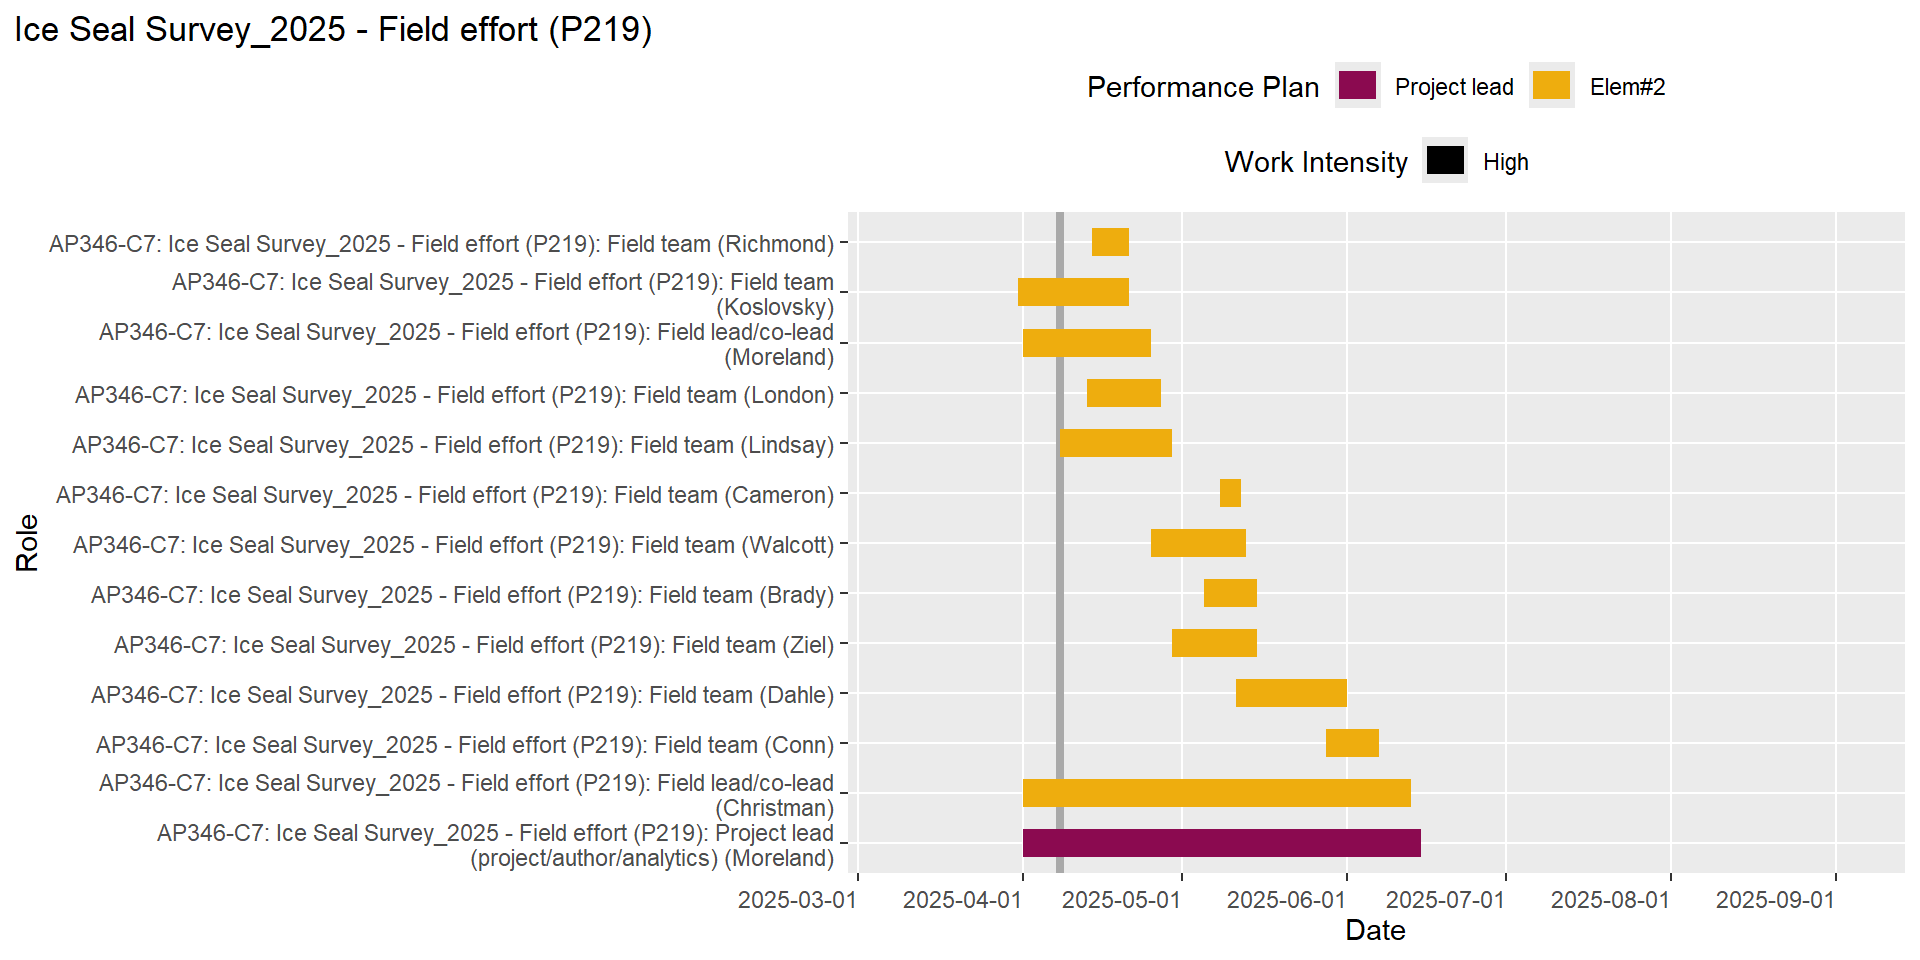 Ice Seal Survey_2025 - Field effort (P219)
Performance Plan Project lead Elem#2
Work Intensity High
AP346-C7: Ice Seal Survey_2025 - Field effort (P219): Field team (Richmond)
AP346-C7: Ice Seal Survey_2025 - Field effort (P219): Field team
(Koslovsky)
AP346-C7: Ice Seal Survey_2025 - Field effort (P219): Field lead/co-lead
(Moreland)
AP346-C7: Ice Seal Survey_2025 - Field effort (P219): Field team (London)
AP346-C7: Ice Seal Survey_2025 - Field effort (P219): Field team (Lindsay)
AP346-C7: Ice Seal Survey_2025 - Field effort (P219): Field team (Cameron)
AP346-C7: Ice Seal Survey_2025 - Field effort (P219): Field team (Walcott)
AP346-C7: Ice Seal Survey_2025 - Field effort (P219): Field team (Brady)
AP346-C7: Ice Seal Survey_2025 - Field effort (P219): Field team (Ziel)
AP346-C7: Ice Seal Survey_2025 - Field effort (P219): Field team (Dahle)
AP346-C7: Ice Seal Survey_2025 - Field effort (P219): Field team (Conn)
AP346-C7: Ice Seal Survey_2025 - Field effort (P219): Field lead/co-lead
(Christman)
AP346-C7: Ice Seal Survey_2025 - Field effort (P219): Project lead
(project/author/analytics) (Moreland)
Role
2025-03-01 2025-04-01 2025-05-01 2025-06-01 2025-07-01 2025-08-01 2025-09-01
Date